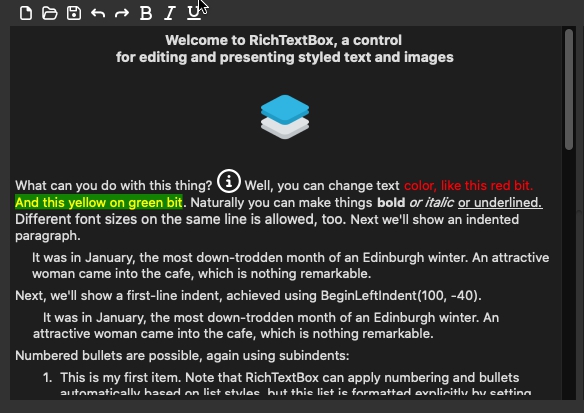 B I U
Welcome to RichTextBox, a control
for editing and presenting styled text and images
What can you do with this thing? Well, you can change text color, like this red bit.
And this yellow on green bit. Naturally you can make things bold or italic or underlined.
Different font sizes on the same line is allowed, too. Next we'll show an indented
paragraph.
It was in January, the most down-trodden month of an Edinburgh winter. An attractive
woman came into the cafe, which is nothing remarkable.
Next, we'll show a first-line indent, achieved using BeginLeftIndent(100, -40).
It was in January, the most down-trodden month of an Edinburgh winter. An
attractive woman came into the cafe, which is nothing remarkable.
Numbered bullets are possible, again using subindents:
1. This is my first item. Note that RichTextBox can apply numbering and bullets
automatically based on list styles, but this list is formatted explicitly by setting